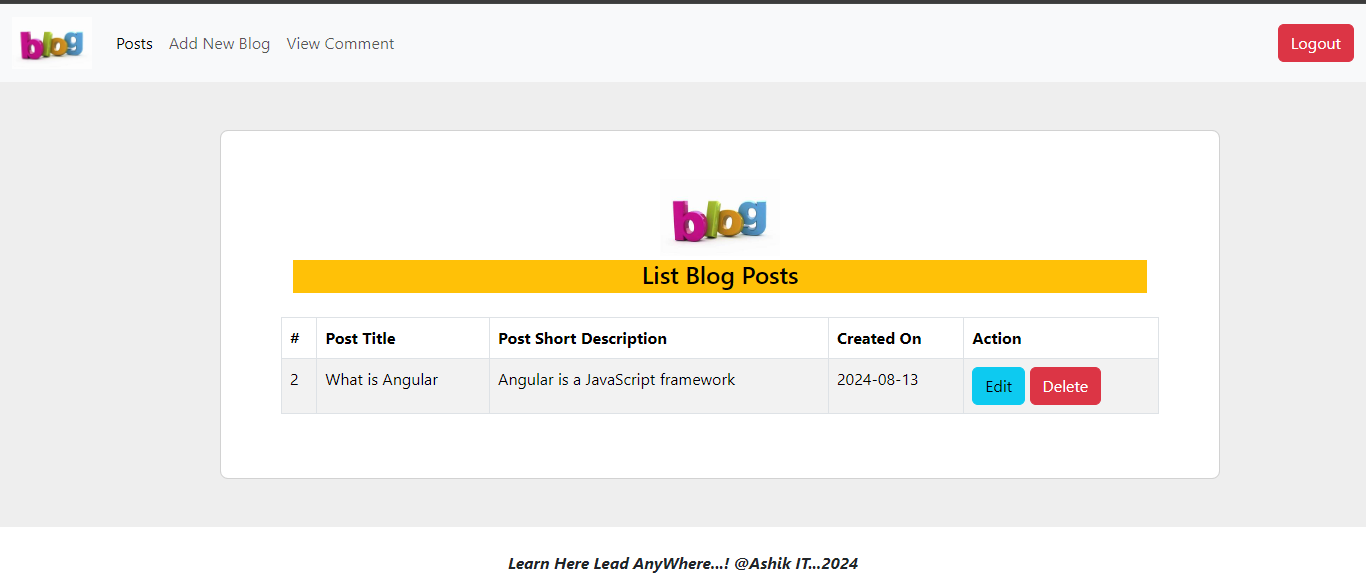 blog
Posts Add New Blog View Comment Logout
blog
List Blog Posts
# Post Title Post Short Description Created On Action
2 What is Angular Angular is a JavaScript framework 2024-08-13 Edit Delete
Learn Here Lead AnyWhere...! @Ashik IT...2024